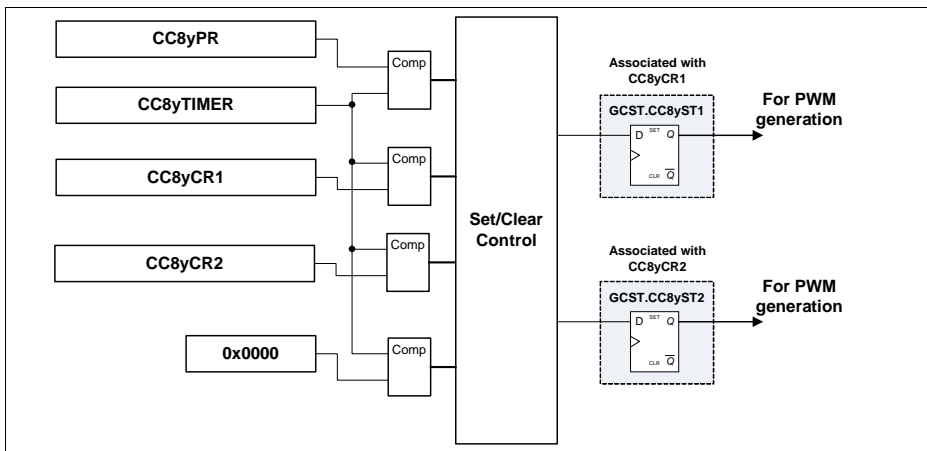 CC8yPR
CC8yTIMER
CC8yCR1
CC8yCR2
0x0000
Comp
Comp
Comp
Comp
Set/Clear
Control
Associated with
CC8yCR1
GCST.CC8yST1
D
SET
Q
CLR
Q
For PWM
generation
Associated with
CC8yCR2
GCST.CC8yST2
D
SET
Q
CLR
Q
For PWM
generation